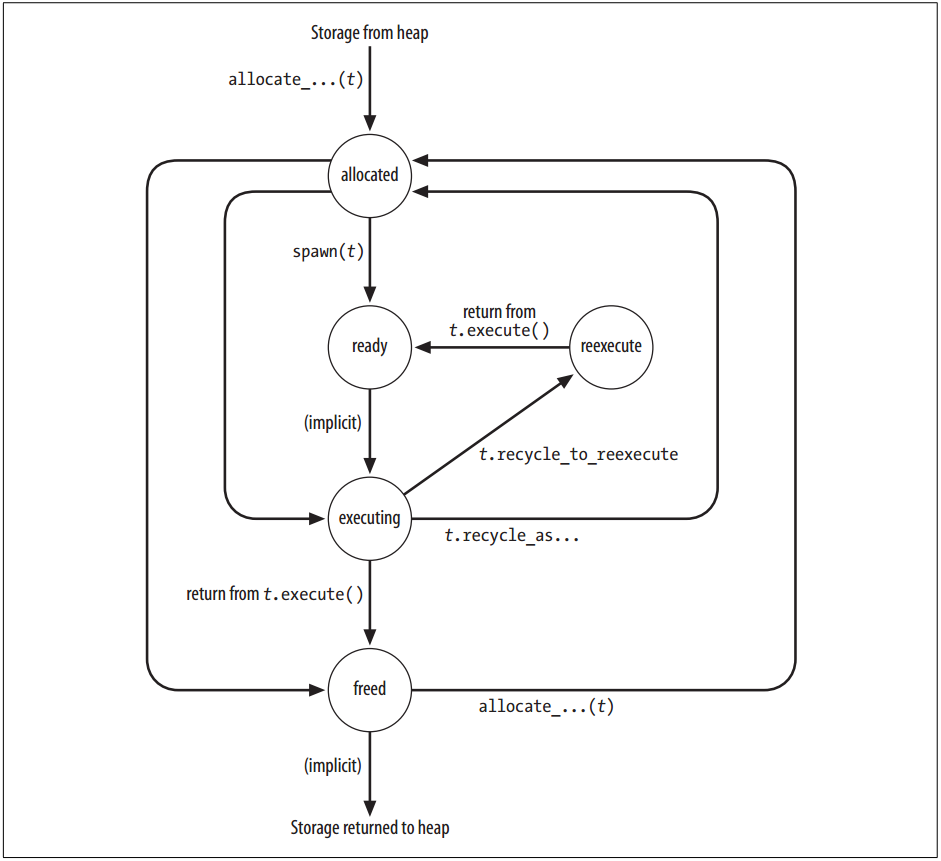 Storage from heap
allocate_...(t)
allocated
spawn(t)
return from
t.execute()
ready
reexecute
(implicit)
t.recycle_to_reexecute
executing
t.recycle_as...
return from t.execute()
freed
allocate_...(t)
(implicit)
Storage returned to heap